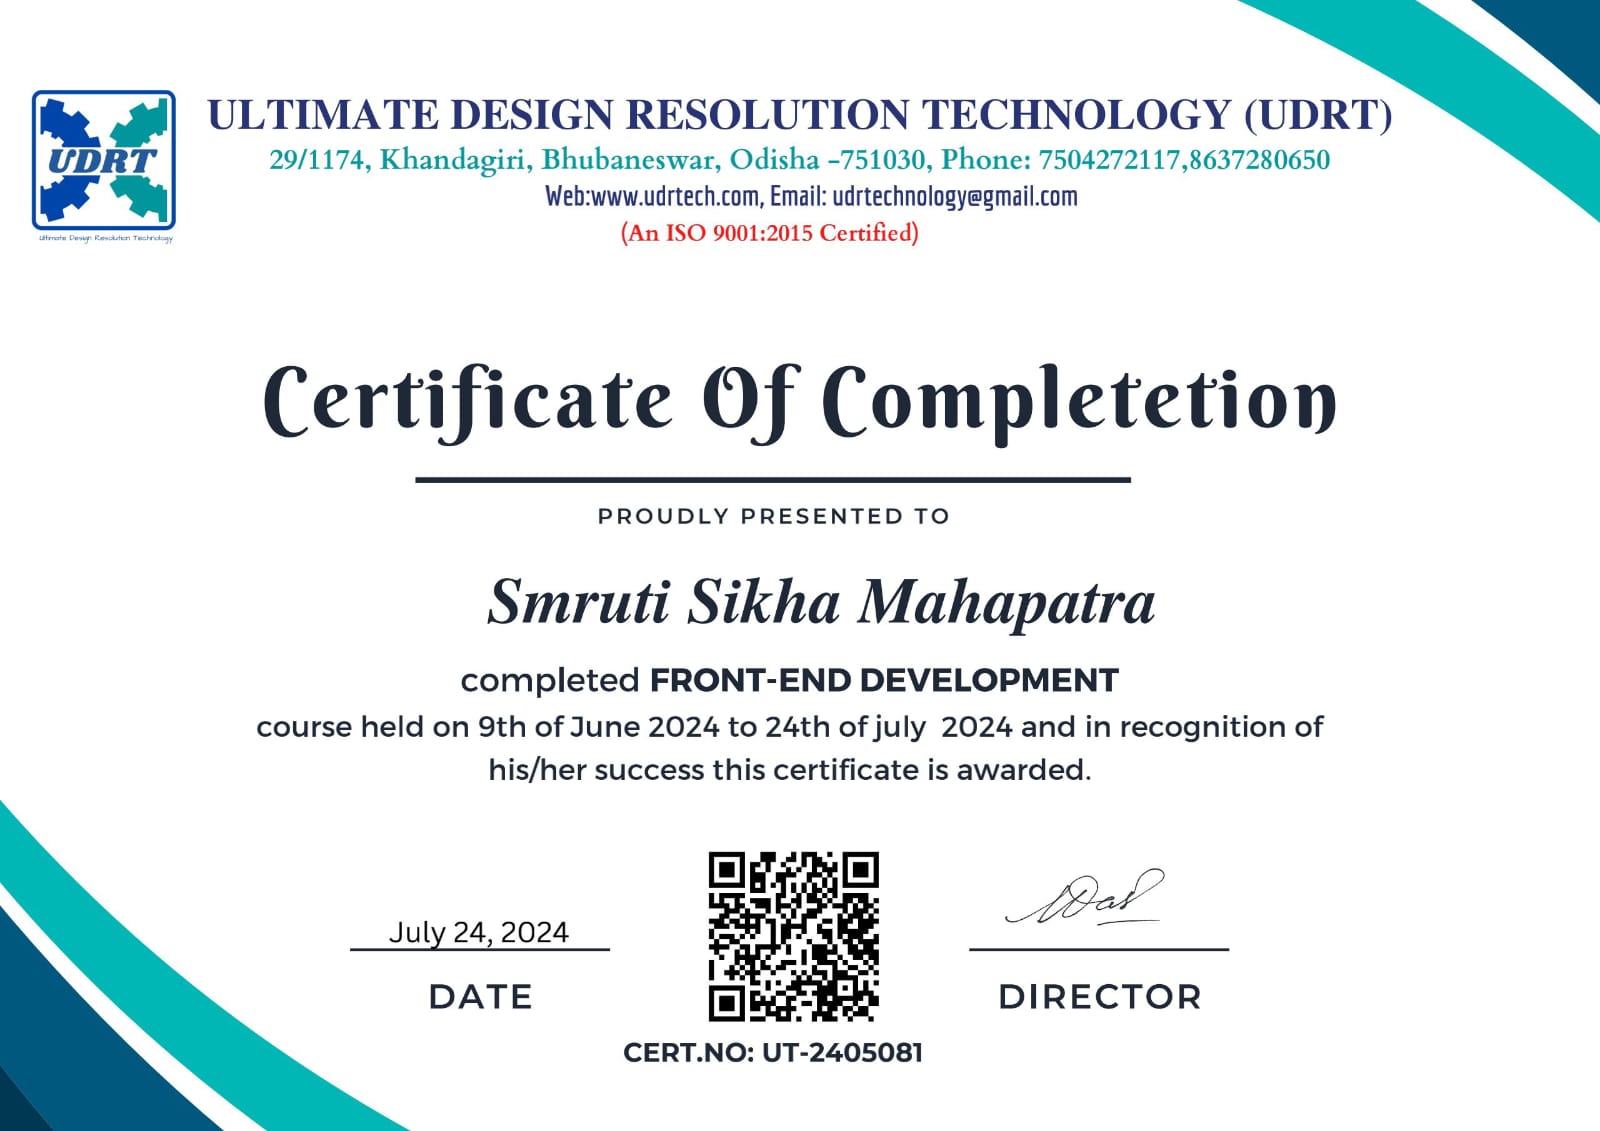 UDRT
Ultimate Design Resolution Technology
ULTIMATE DESIGN RESOLUTION TECHNOLOGY (UDRT)
29/1174, Khandagiri, Bhubaneswar, Odisha -751030, Phone: 7504272117,8637280650
Web:www.udrtech.com, Email: udrtechnology@gmail.com
(An ISO 9001:2015 Certified)
Certificate Of Completetion
PROUDLY PRESENTED TO
Smruti Sikha Mahapatra
completed FRONT-END DEVELOPMENT
course held on 9th of June 2024 to 24th of july 2024 and in recognition of
his/her success this certificate is awarded.
July 24, 2024
DATE
Das
DIRECTOR
CERT.NO: UT-2405081